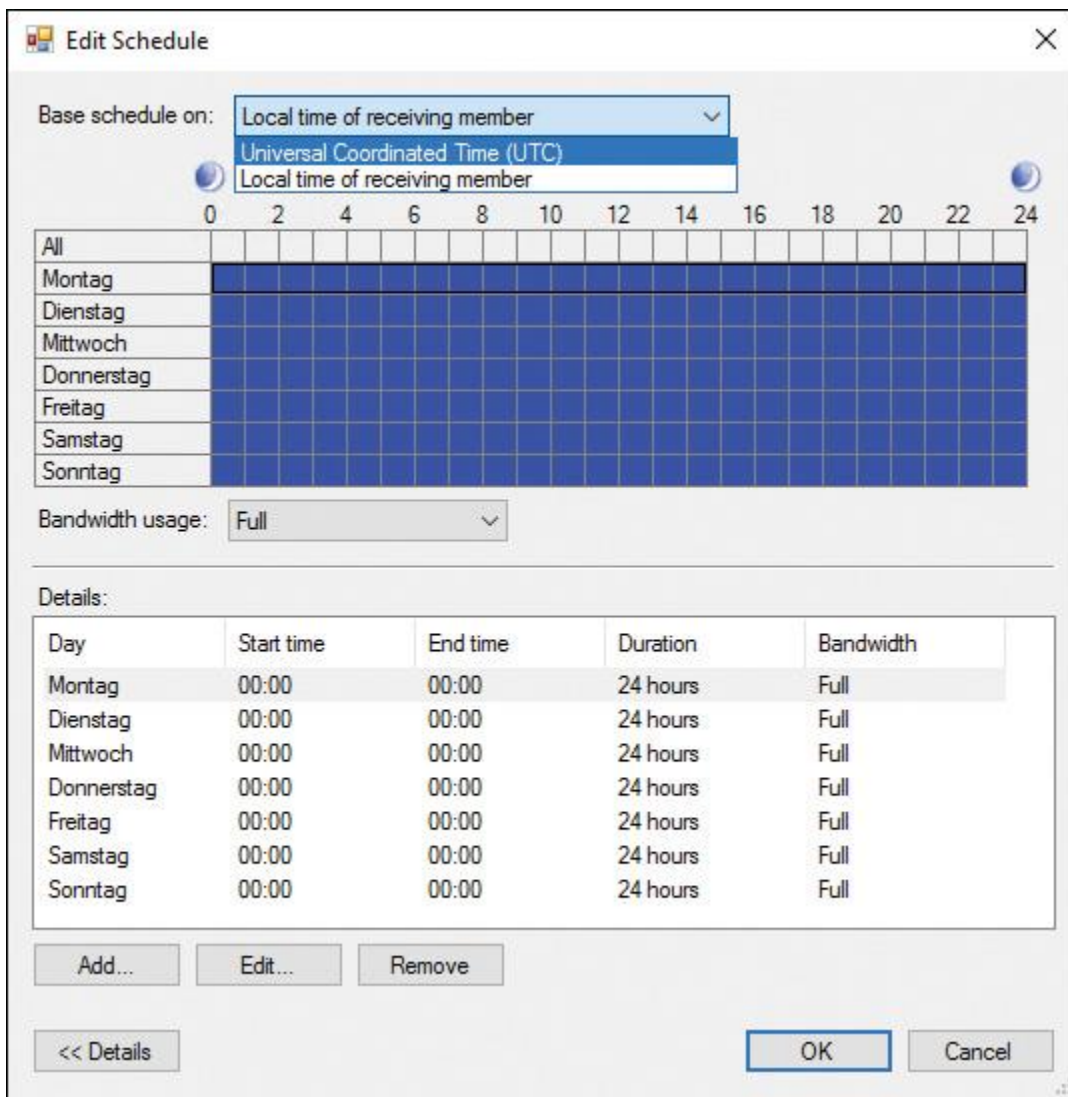 Edit Schedule
Base schedule on: Local time of receiving member
Universal Coordinated Time (UTC)
Local time of receiving member
0 2 4 6 8 10 12 14 16 18 20 22 24
All
Montag
Dienstag
Mittwoch
Donnerstag
Freitag
Samstag
Sonntag
Bandwidth usage: Full
Details:
Day Start time End time Duration Bandwidth
Montag 00:00 00:00 24 hours Full
Dienstag 00:00 00:00 24 hours Full
Mittwoch 00:00 00:00 24 hours Full
Donnerstag 00:00 00:00 24 hours Full
Freitag 00:00 00:00 24 hours Full
Samstag 00:00 00:00 24 hours Full
Sonntag 00:00 00:00 24 hours Full
Add... Edit... Remove
<< Details OK Cancel